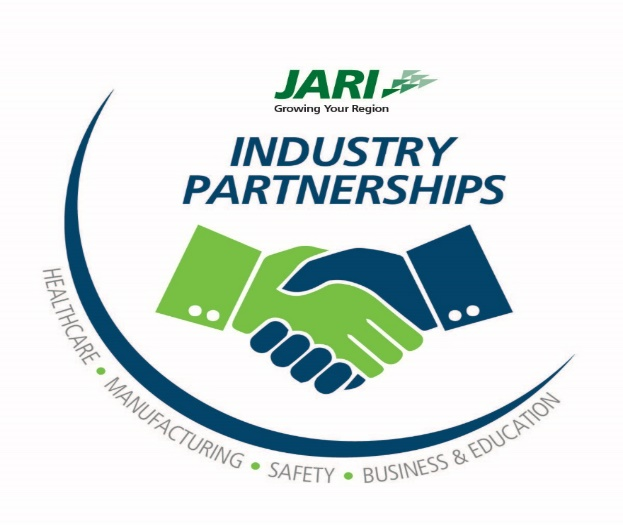 JARI
Growing Your Region
INDUSTRY
PARTNERSHIPS
HEALTHCARE • MANUFACTURING • SAFETY • BUSINESS & EDUCATION